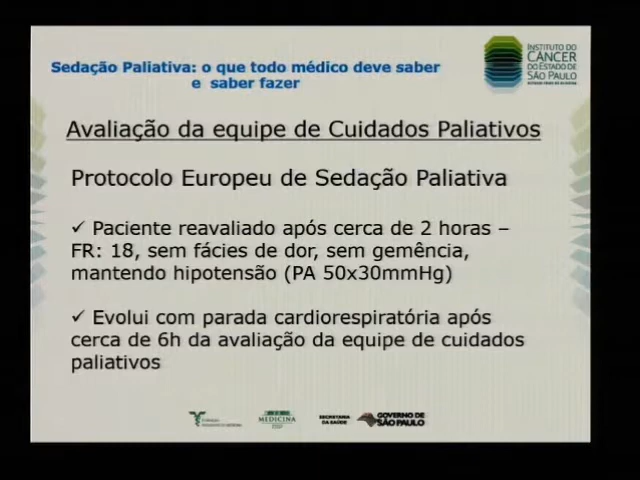 Sedação Paliativa: o que todo médico deve saber
e saber fazer
INSTITUTO DO
CÂNCER
DO ESTADO DE
SÃO PAULO
Avaliação da equipe de Cuidados Paliativos
Protocolo Europeu de Sedação Paliativa
✓ Paciente reavaliado após cerca de 2 horas –
FR: 18, sem fácies de dor, sem gemência,
mantendo hipotensão (PA 50x30mmHg)
✓ Evolui com parada cardiorespiratória após
cerca de 6h da avaliação da equipe de cuidados
paliativos
MEDICINA
SECRETARIA
DA SAÚDE
GOVERNO DE
SÃO PAULO